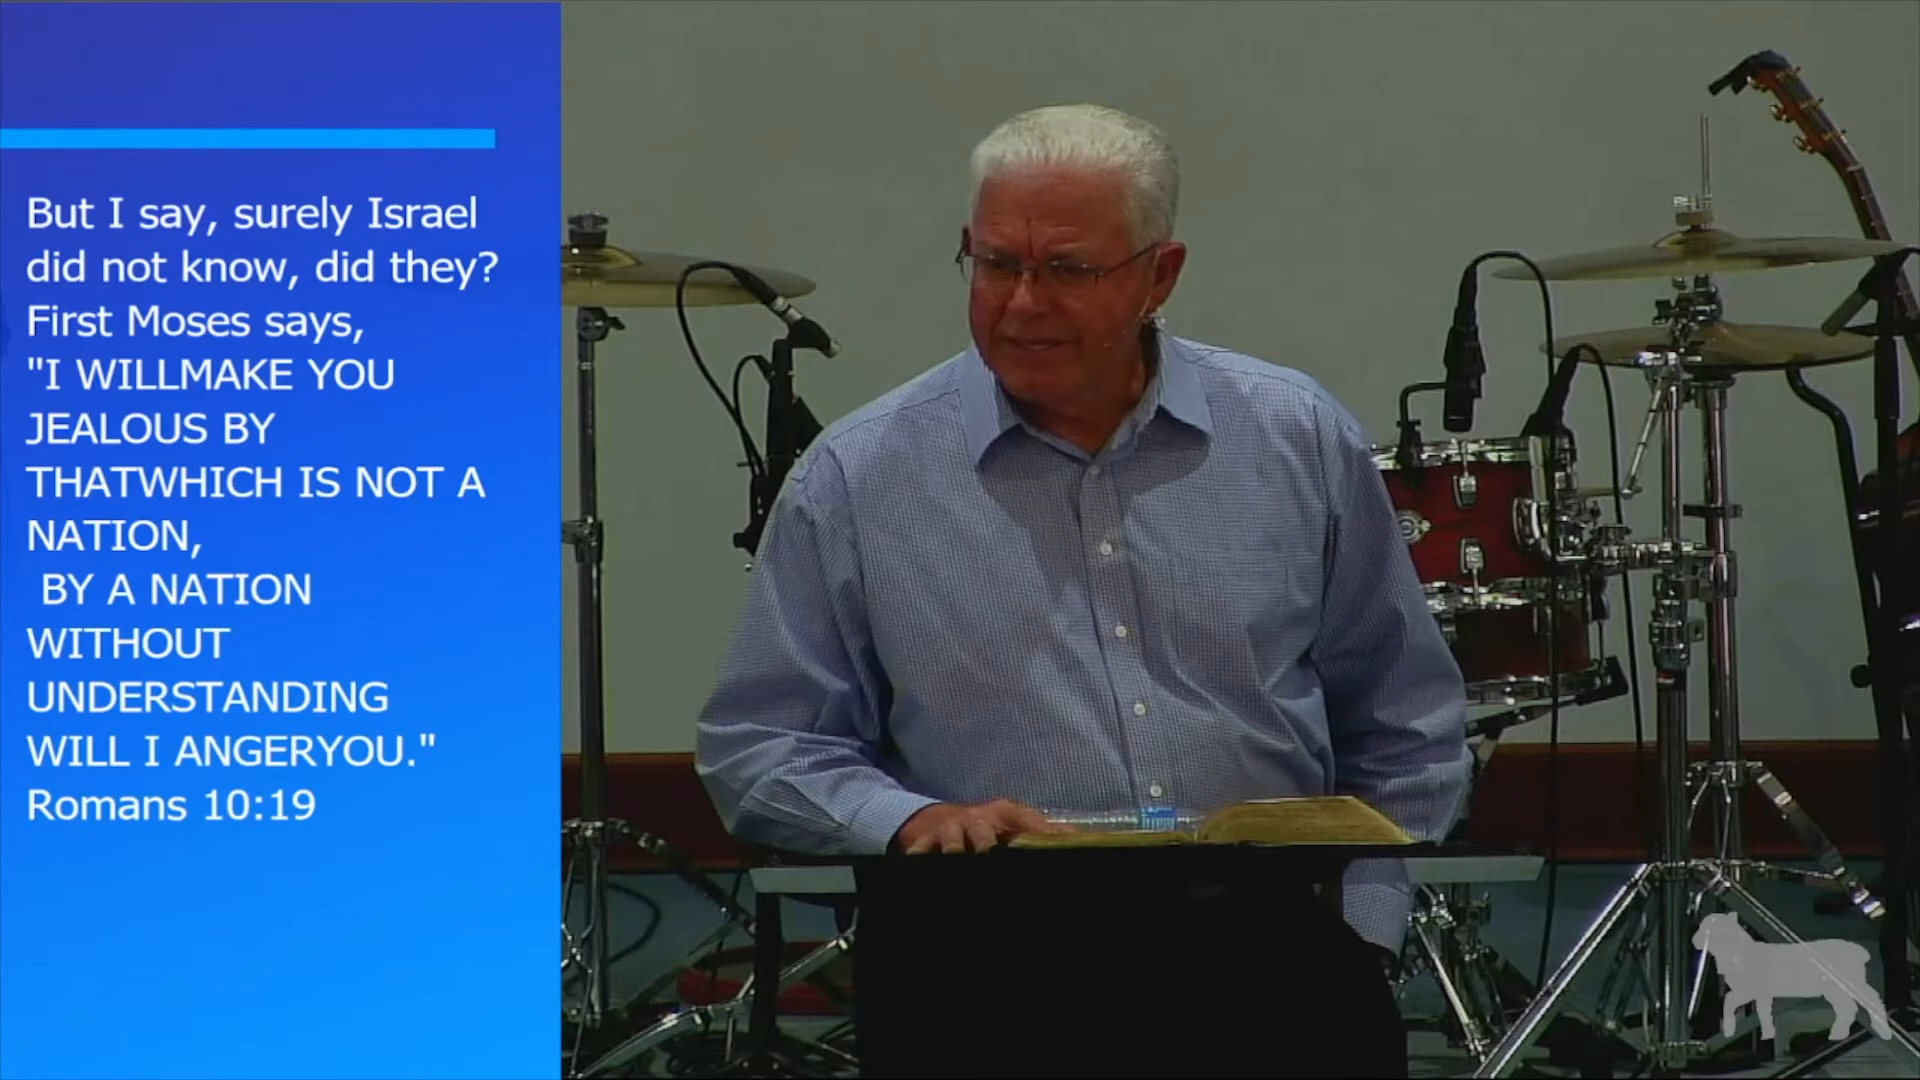 But I say, surely Israel
did not know, did they?
First Moses says,
"I WILLMAKE YOU
JEALOUS BY
THATWHICH IS NOT A
NATION,
BY A NATION
WITHOUT
UNDERSTANDING
WILL I ANGERYOU."
Romans 10:19